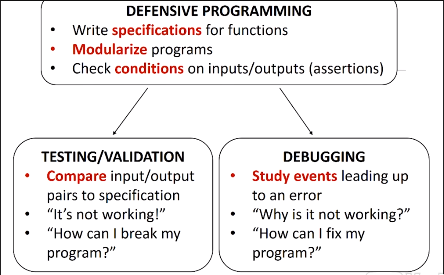 DEFENSIVE PROGRAMMING
• Write specifications for functions
• Modularize programs
• Check conditions on inputs/outputs (assertions)
TESTING/VALIDATION
• Compare input/output
pairs to specification
• “It’s not working!”
• “How can I break my
program?”
DEBUGGING
• Study events leading up
to an error
• “Why is it not working?”
• “How can I fix my
program?”